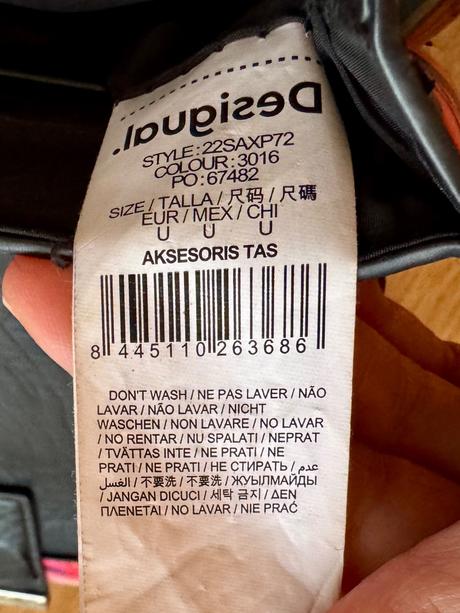 Desigual.
STYLE: 22SAXP72
COLOUR: 3016
PO: 67482
SIZE / TALLA / 尺码 / 尺碼
EUR / MEX / CHI
U U U
AKSESORIS TAS
8 445110 263686
DON'T WASH / NE PAS LAVER / NÃO
LAVAR / NÃO LAVAR / NICHT
WASCHEN / NON LAVARE / NO LAVAR
/ NO RENTAR / NU SPALATI / NEPRAT
/ TVÄTTAS INTE / NE PRATI / NE
PRATI / NE PRATI / НЕ СТИРАТЬ / عدم
الغسل / 不要洗 / 不要洗 / ЖУЫЛМАЙДЫ
/ JANGAN DICUCI / 세탁 금지 / ΔΕΝ
ΠΛΕΝΕΤΑΙ / NO LAVAR / NIE PRAĆ